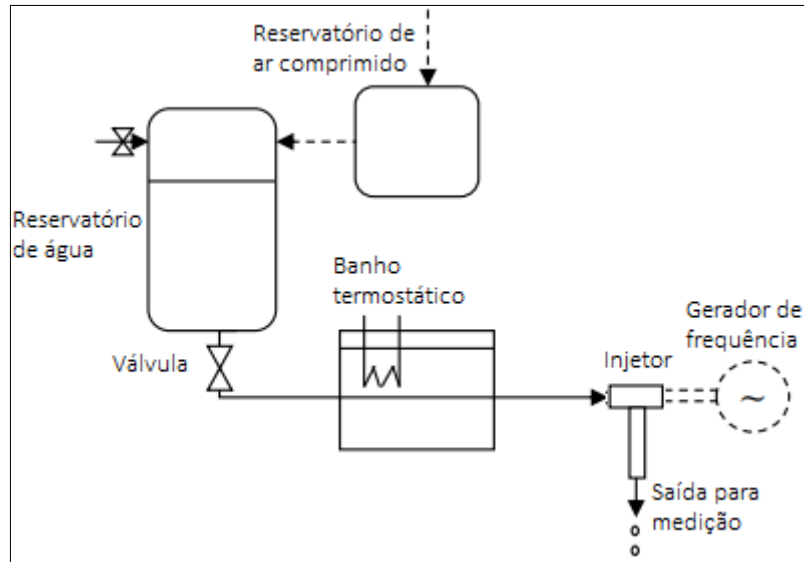 Reservatório de
ar comprimido
Reservatório
de água
Banho
termostático
Gerador de
frequência
Válvula
Injetor
~
Saída para
medição